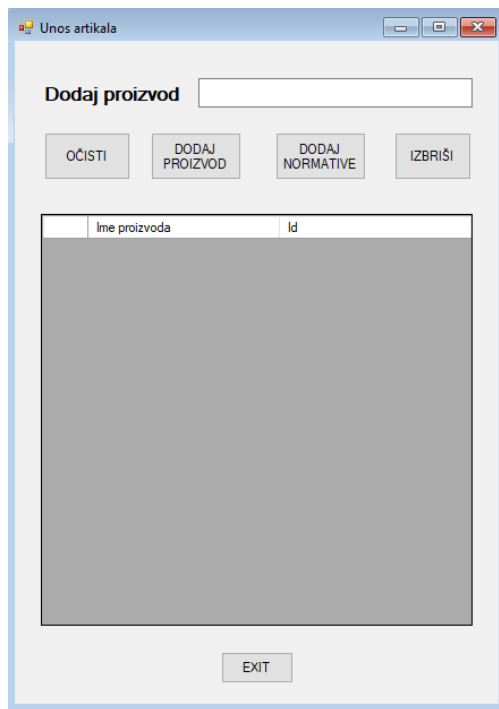 Unos artikala
Dodaj proizvod
OČISTI
DODAJ
PROIZVOD
DODAJ
NORMATIVE
IZBRIŠI
Ime proizvoda
Id
EXIT